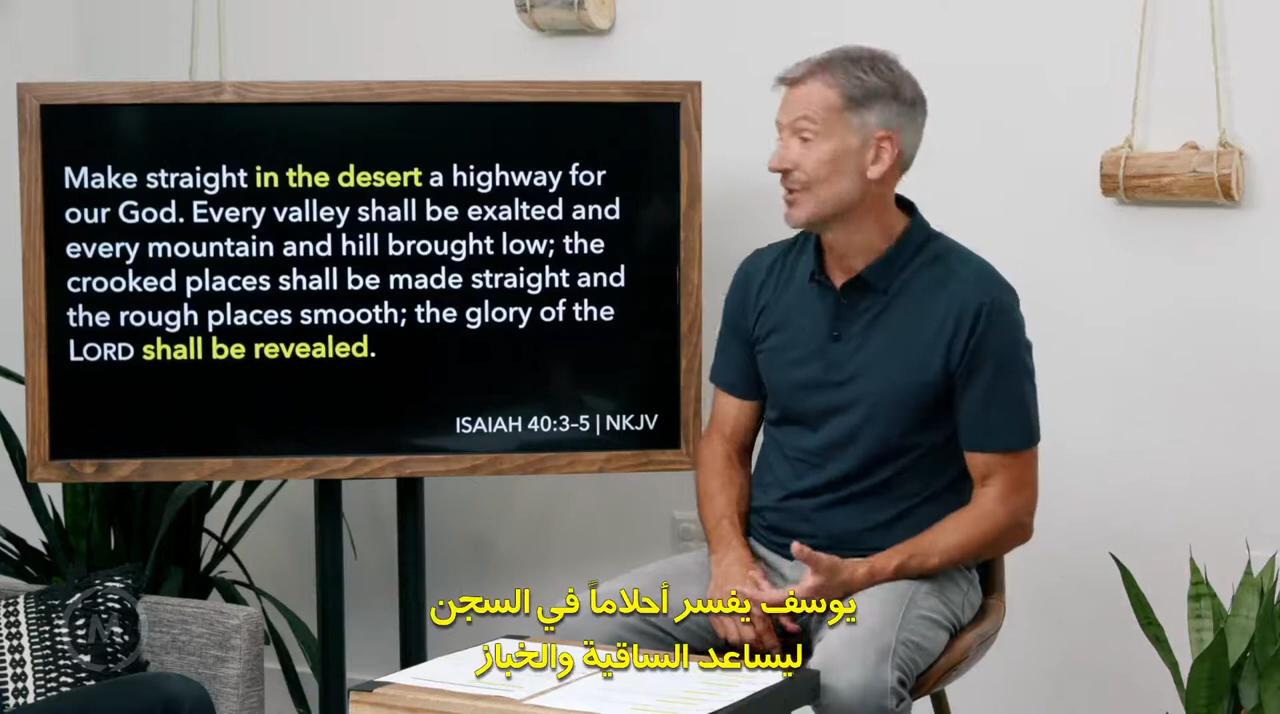 Make straight in the desert a highway for
our God. Every valley shall be exalted and
every mountain and hill brought low; the
crooked places shall be made straight and
the rough places smooth; the glory of the
LORD shall be revealed.
ISAIAH 40:3–5 | NKJV
يوسف يفسر أحلاماً في السجن
ليساعد الساقية والخباز
M